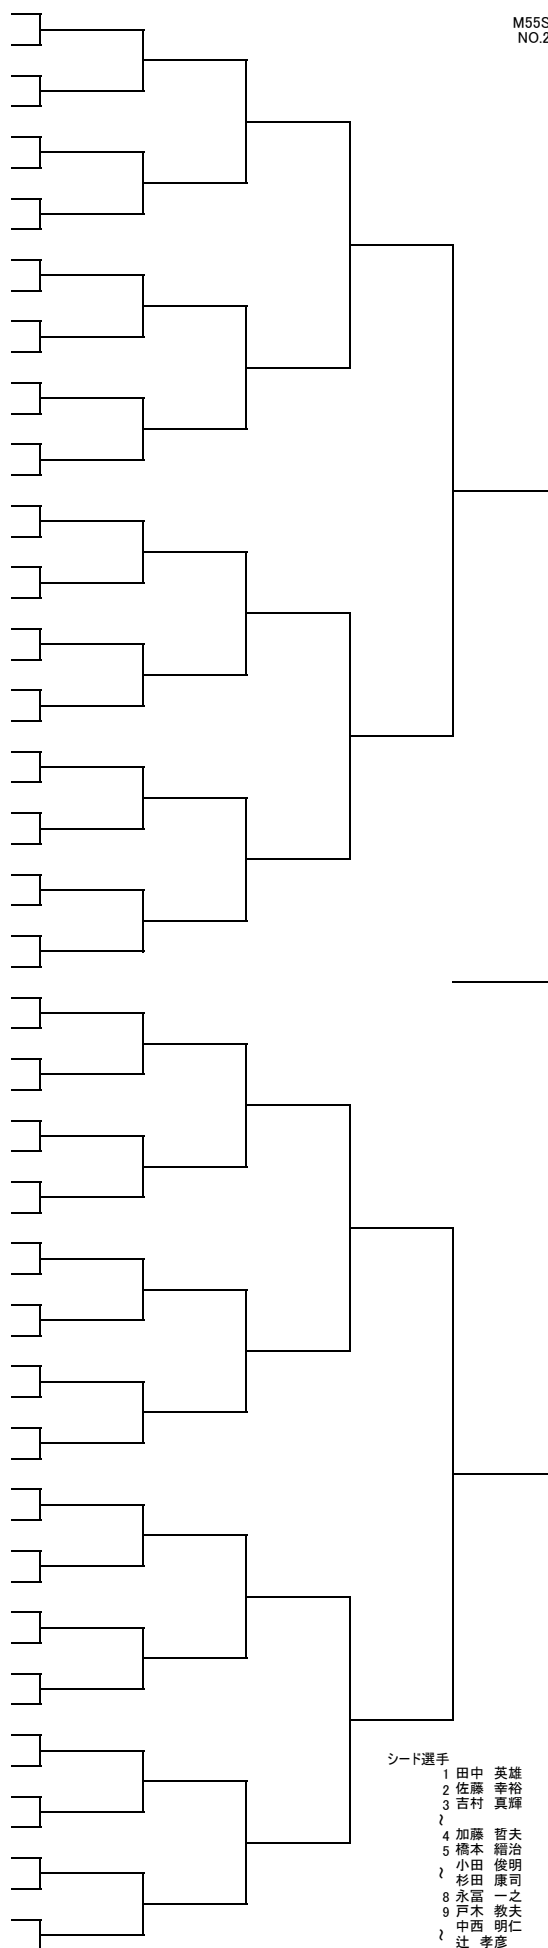 M55S
NO.2
シード選手
1 田中 英雄
2 佐藤 幸裕
3 吉村 真輝
~
4 加藤 哲夫
5 橋本 縉治
小田 俊明
~ 杉田 康司
8 永冨 一之
9 戸木 教夫
中西 明仁
~ 辻 孝彦